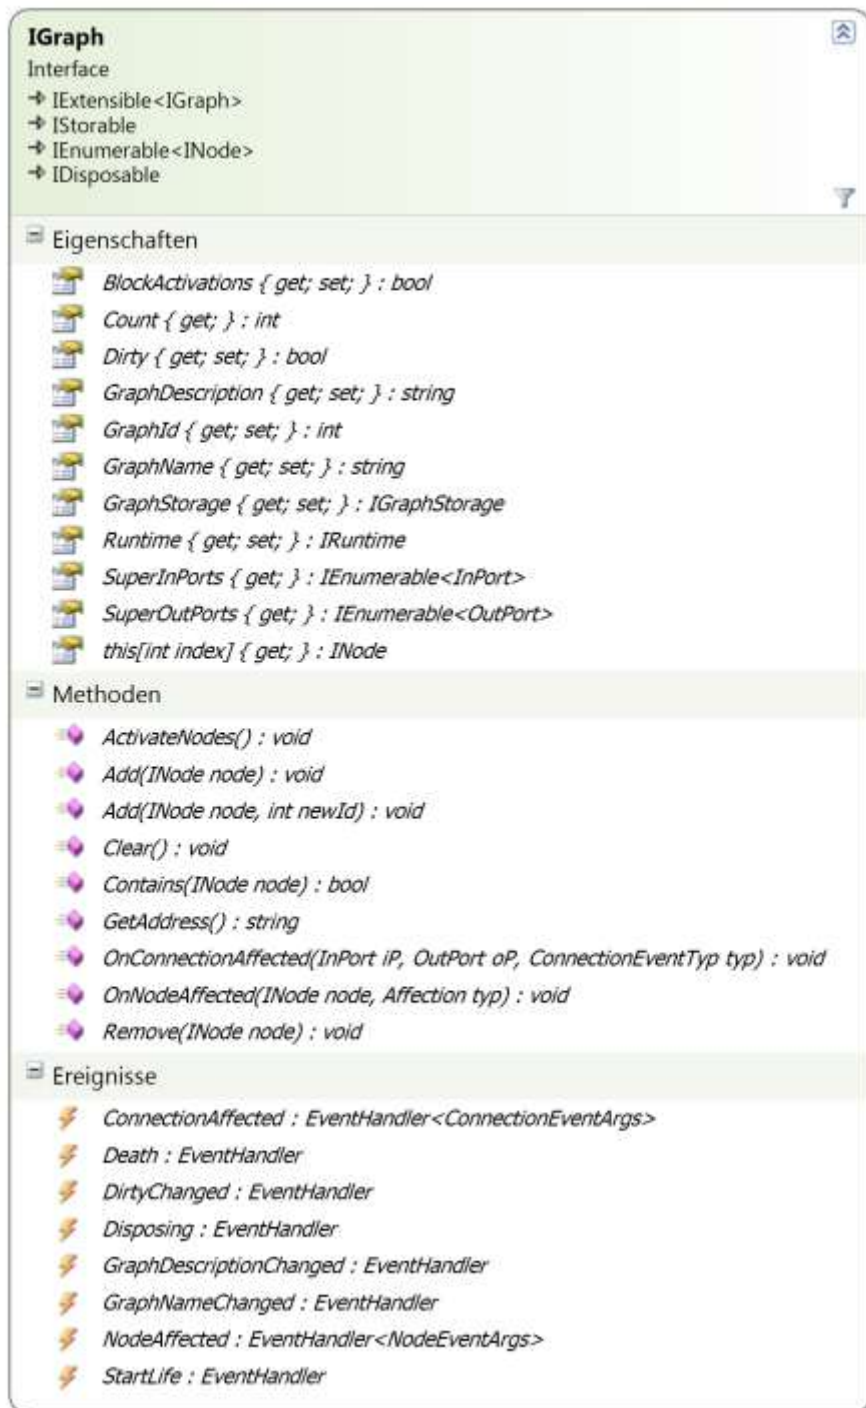 IGraph
Interface
IExtensible<IGraph>
IStorable
IEnumerable<INode>
IDisposable
Eigenschaften
BlockActivations { get; set; } : bool
Count { get; } : int
Dirty { get; set; } : bool
GraphDescription { get; set; } : string
GraphId { get; set; } : int
GraphName { get; set; } : string
GraphStorage { get; set; } : IGraphStorage
Runtime { get; set; } : IRuntime
SuperInPorts { get; } : IEnumerable<InPort>
SuperOutPorts { get; } : IEnumerable<OutPort>
this[int index] { get; } : INode
Methoden
ActivateNodes() : void
Add(INode node) : void
Add(INode node, int newId) : void
Clear() : void
Contains(INode node) : bool
GetAddress() : string
OnConnectionAffected(InPort iP, OutPort oP, ConnectionEventTyp typ) : void
OnNodeAffected(INode node, Affection typ) : void
Remove(INode node) : void
Ereignisse
ConnectionAffected : EventHandler<ConnectionEventArgs>
Death : EventHandler
DirtyChanged : EventHandler
Disposing : EventHandler
GraphDescriptionChanged : EventHandler
GraphNameChanged : EventHandler
NodeAffected : EventHandler<NodeEventArgs>
StartLife : EventHandler